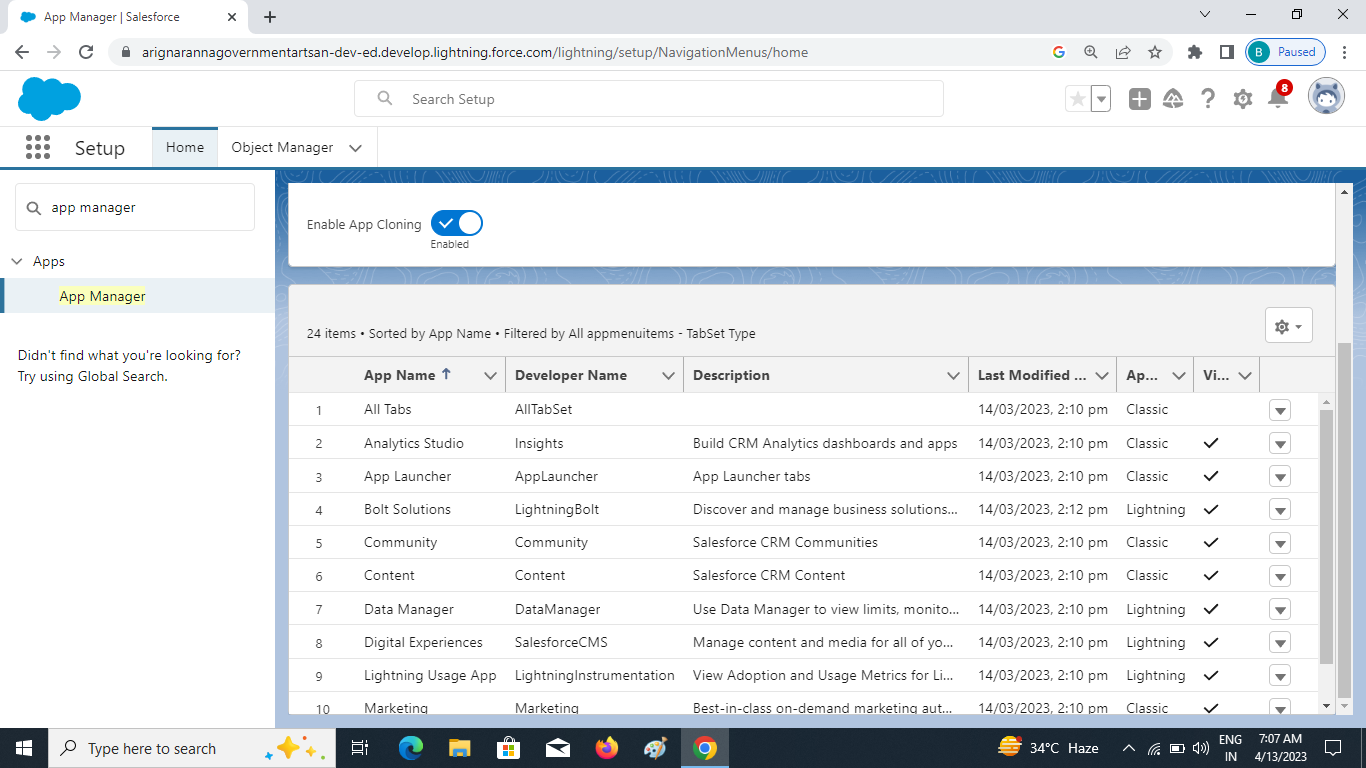 App Manager | Salesforce
arignarannagovernmentartsan-dev-ed.develop.lightning.force.com/lightning/setup/NavigationMenus/home
B Paused
Search Setup
8
Setup Home Object Manager
app manager
Apps
App Manager
Didn't find what you're looking for?
Try using Global Search.
Enable App Cloning
Enabled
24 items • Sorted by App Name • Filtered by All appmenuitems - TabSet Type
App Name Developer Name Description Last Modified ... Ap... Vi...
1 All Tabs AllTabSet 14/03/2023, 2:10 pm Classic
2 Analytics Studio Insights Build CRM Analytics dashboards and apps 14/03/2023, 2:10 pm Classic
3 App Launcher AppLauncher App Launcher tabs 14/03/2023, 2:10 pm Classic
4 Bolt Solutions LightningBolt Discover and manage business solutions... 14/03/2023, 2:12 pm Lightning
5 Community Community Salesforce CRM Communities 14/03/2023, 2:10 pm Classic
6 Content Content Salesforce CRM Content 14/03/2023, 2:10 pm Classic
7 Data Manager DataManager Use Data Manager to view limits, monito... 14/03/2023, 2:10 pm Lightning
8 Digital Experiences SalesforceCMS Manage content and media for all of yo... 14/03/2023, 2:10 pm Lightning
9 Lightning Usage App LightningInstrumentation View Adoption and Usage Metrics for Li... 14/03/2023, 2:10 pm Lightning
10 Marketing Marketing Best-in-class on-demand marketing aut... 14/03/2023, 2:10 pm Classic
Type here to search
34°C Haze
ENG
IN
7:07 AM
4/13/2023